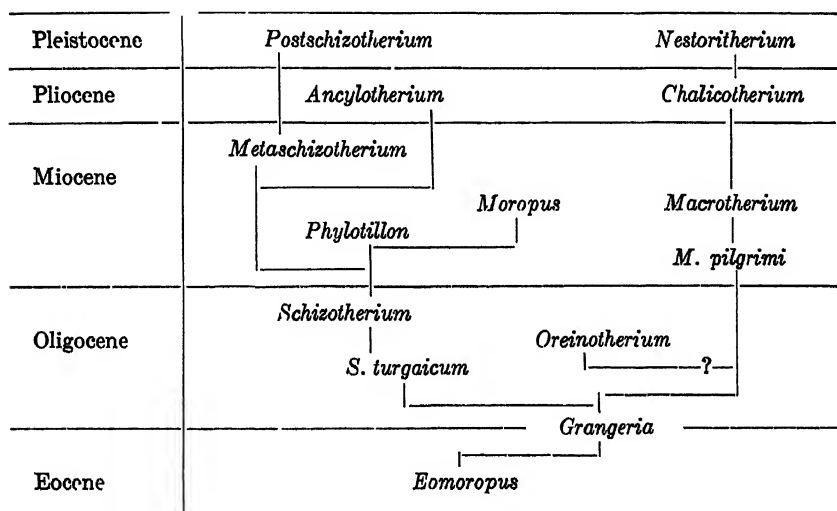 Pleistocene Postschizotherium Nestoritherium
Pliocene Ancylotherium Chalicotherium
Metaschizotherium
Miocene
Moropus Macrotherium
Phylotillon
M. pilgrimi
Schizotherium
Oligocene Oreinotherium
S. turgaicum ?
Grangeria
Eocene Eomoropus